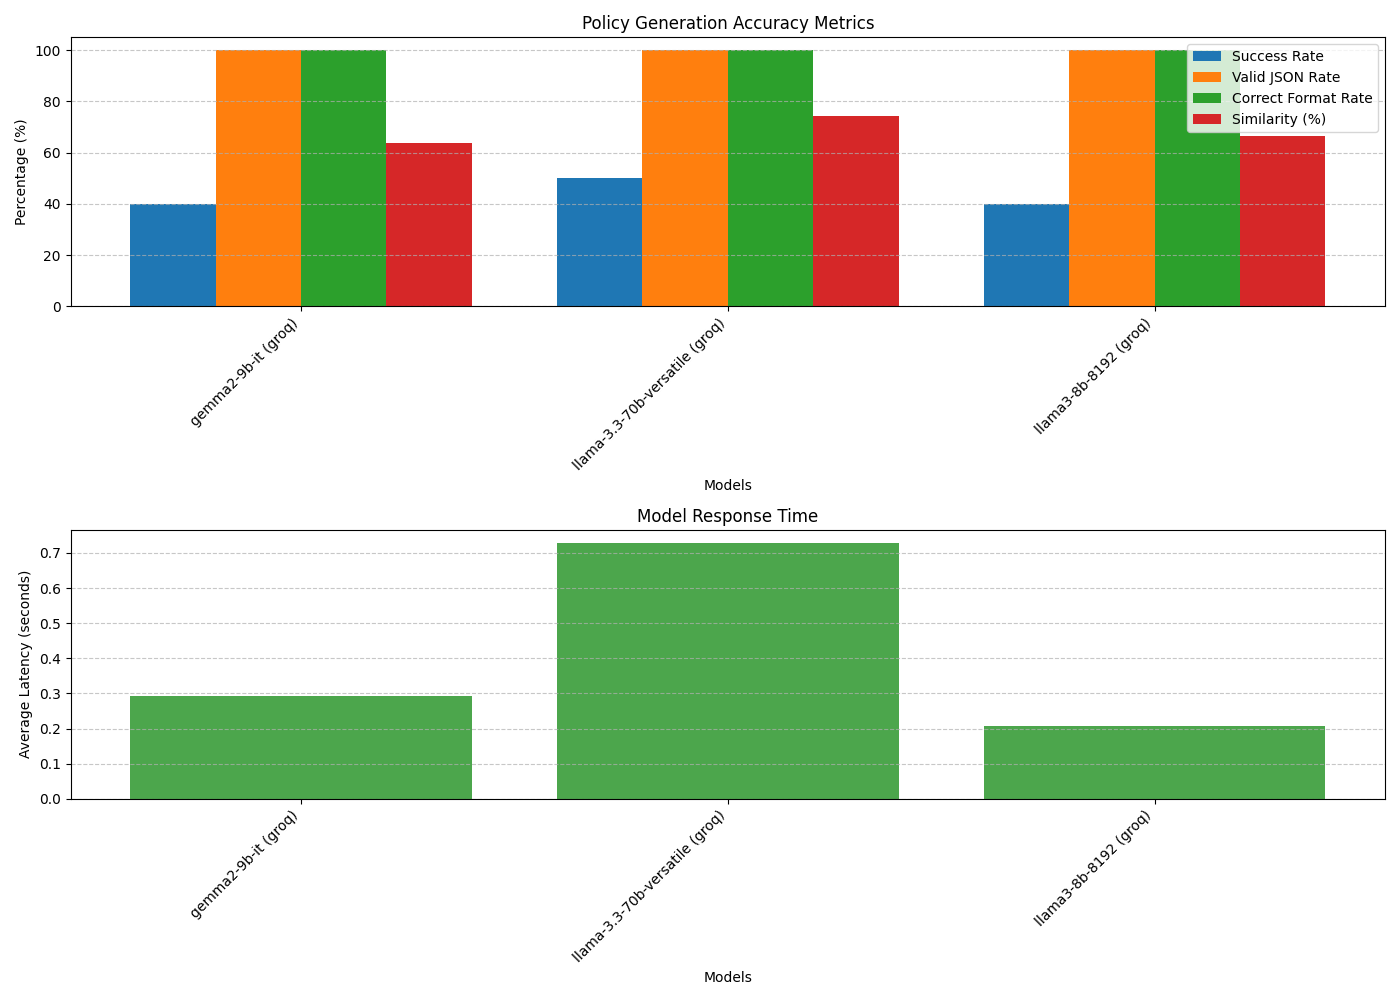 Policy Generation Accuracy Metrics
Percentage (%)
100
80
60
40
20
0
Success Rate
Valid JSON Rate
Correct Format Rate
Similarity (%)
gemma2-9b-it (groq)
llama-3.3-70b-versatile (groq)
llama3-8b-8192 (groq)
Models
Model Response Time
Average Latency (seconds)
0.7
0.6
0.5
0.4
0.3
0.2
0.1
0.0
gemma2-9b-it (groq)
llama-3.3-70b-versatile (groq)
llama3-8b-8192 (groq)
Models